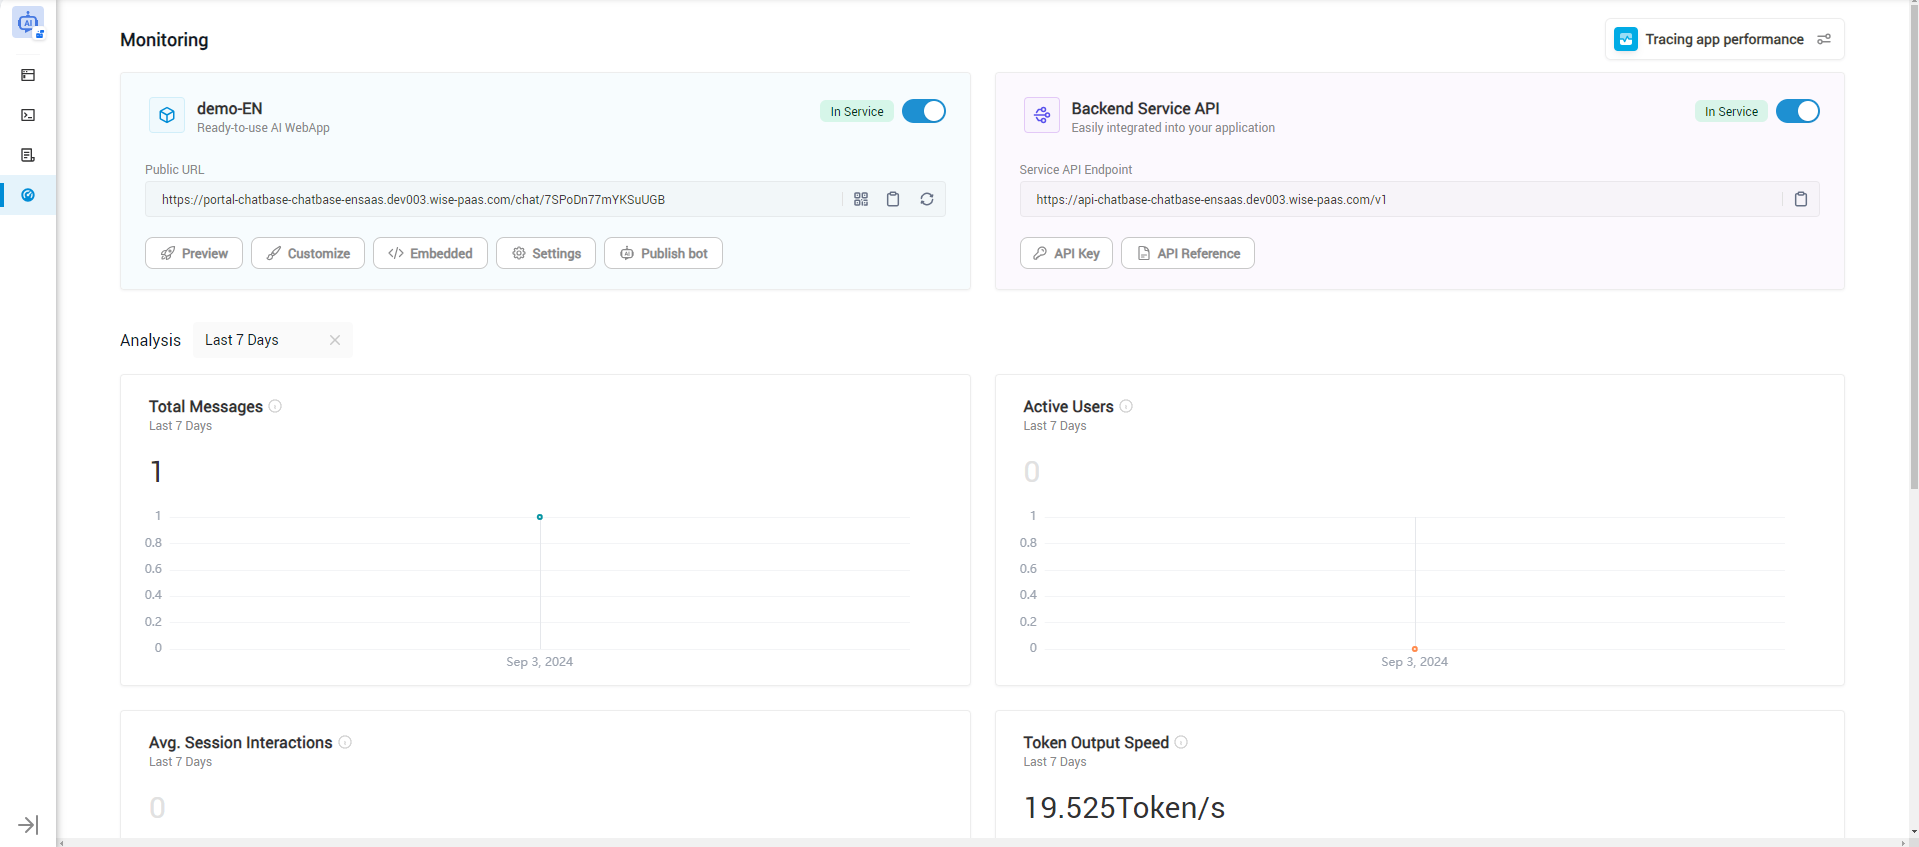 AI
Monitoring
Tracing app performance
demo-EN
Ready-to-use AI WebApp
In Service
Public URL
https://portal-chatbase-chatbase-ensaas.dev003.wise-paas.com/chat/7SPoDn77mYKSuUGB
Preview
Customize
Embedded
Settings
Publish bot
Backend Service API
Easily integrated into your application
In Service
Service API Endpoint
https://api-chatbase-chatbase-ensaas.dev003.wise-paas.com/v1
API Key
API Reference
Analysis
Last 7 Days
Total Messages
Last 7 Days
1
1
0.8
0.6
0.4
0.2
0
Sep 3, 2024
Active Users
Last 7 Days
0
1
0.8
0.6
0.4
0.2
0
Sep 3, 2024
Avg. Session Interactions
Last 7 Days
0
Token Output Speed
Last 7 Days
19.525Token/s